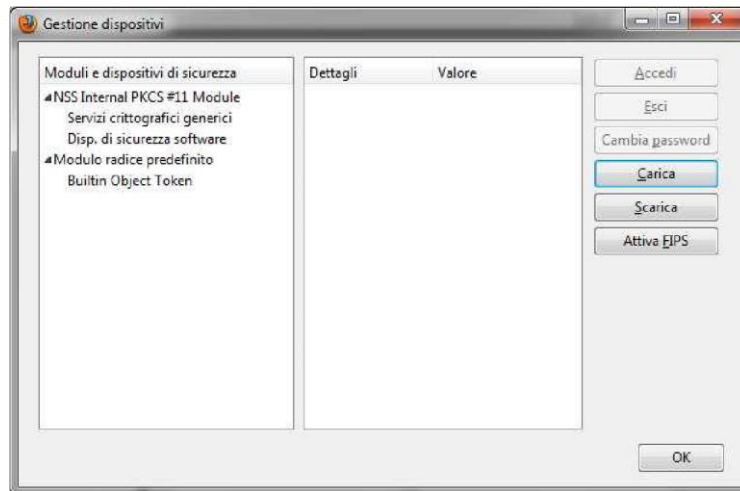 Gestione dispositivi
Moduli e dispositivi di sicurezza
NSS Internal PKCS #11 Module
Servizi crittografici generici
Disp. di sicurezza software
Modulo radice predefinito
Builtin Object Token
Dettagli Valore
Accedi
Esci
Cambia password
Carica
Scarica
Attiva FIPS
OK